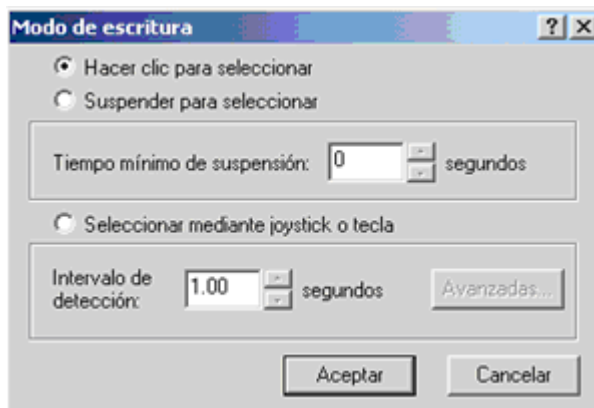 Modo de escritura
Hacer clic para seleccionar
Suspender para seleccionar
Tiempo mínimo de suspensión: 0 segundos
Seleccionar mediante joystick o tecla
Intervalo de
detección: 1.00 segundos Avanzadas...
Aceptar Cancelar